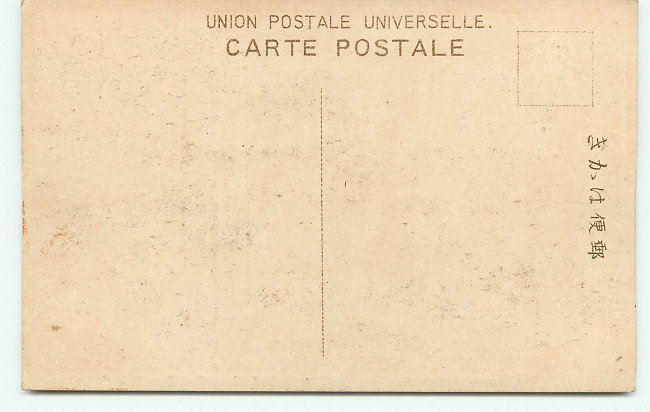 UNION POSTALE UNIVERSELLE.
CARTE POSTALE
きかは便郵